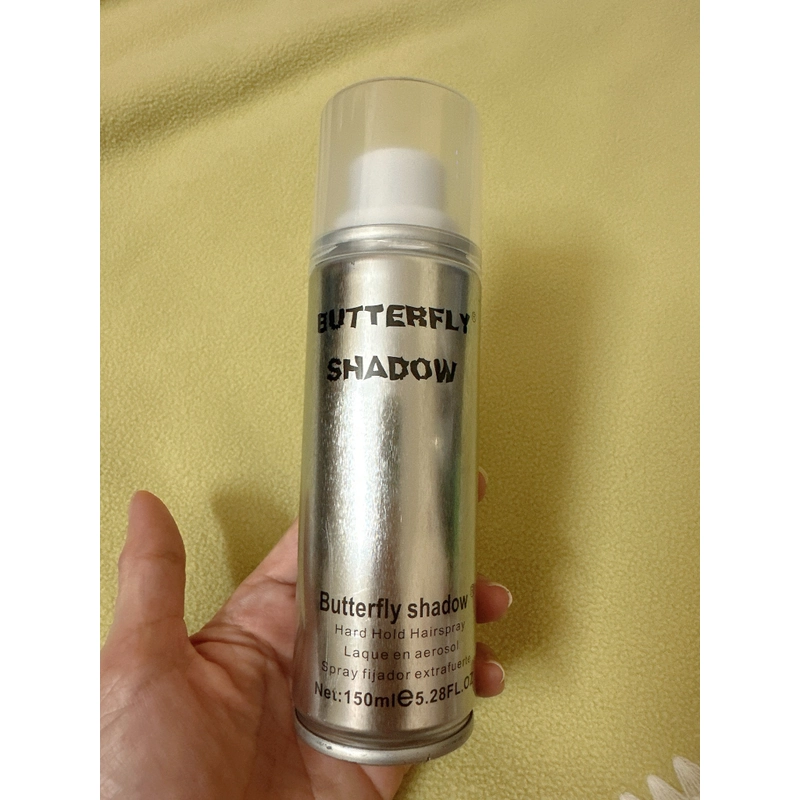 BUTTERFLY®
SHADOW
Butterfly shadow
Hard Hold Hairspray
Laque en aerosol
Spray fijador extrafuerte
Net:150ml℮5.28FL.OZ